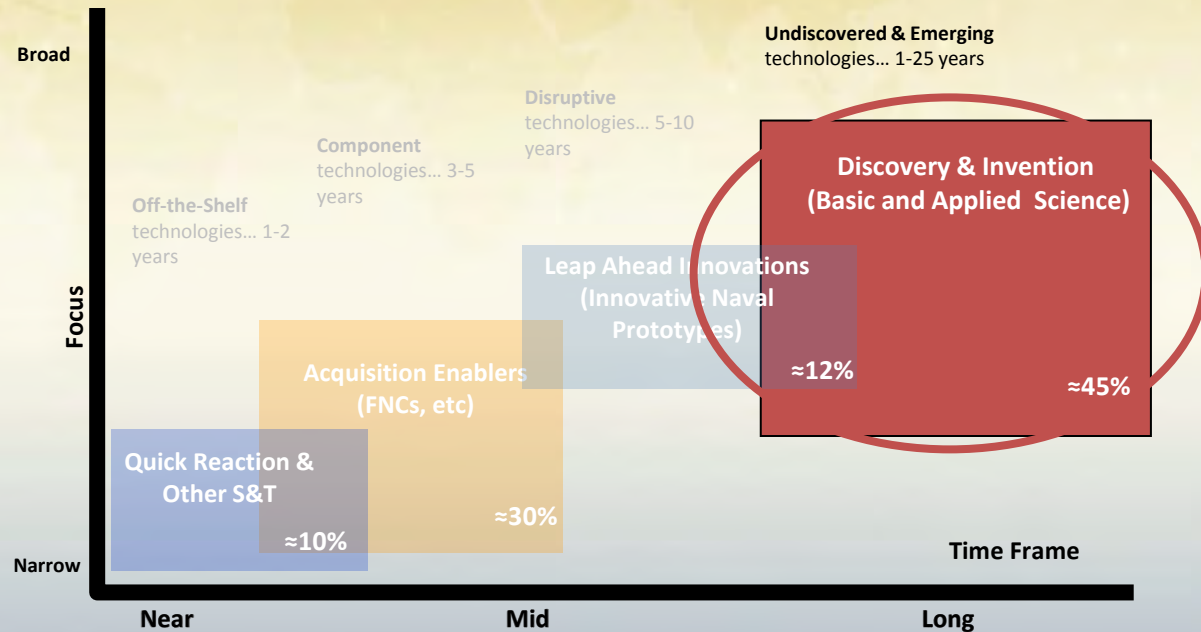 Broad
Undiscovered & Emerging
technologies... 1-25 years
Disruptive
technologies... 5-10
years
Component
technologies... 3-5
years
Off-the-Shelf
technologies... 1-2
years
Discovery & Invention
(Basic and Applied  Science)
Leap Ahead Innovations
(Innovative Naval
Prototypes)
≈12%
≈45%
Focus
Acquisition Enablers
(FNCs, etc)
≈30%
Quick Reaction &
Other S&T
≈10%
Narrow
Time Frame
Near
Mid
Long